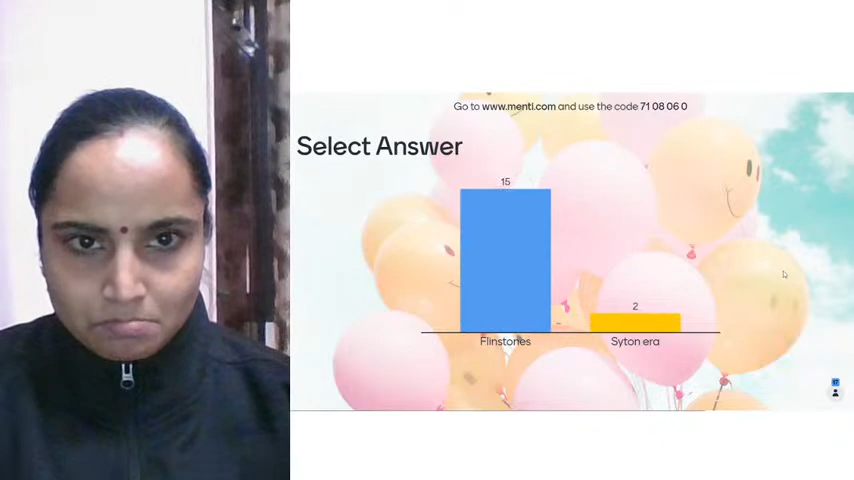 Go to www.menti.com and use the code 71 08 06 0
Select Answer
15
2
Flinstones
Syton era
17